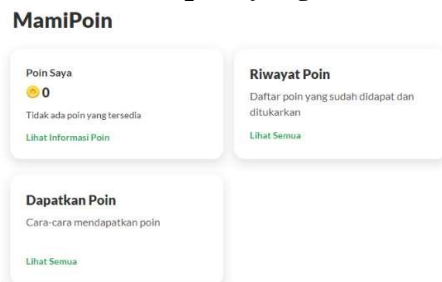 MamiPoin
Poin Saya
0
Tidak ada poin yang tersedia
Lihat Informasi Poin
Riwayat Poin
Daftar poin yang sudah didapat dan
ditukarkan
Lihat Semua
Dapatkan Poin
Cara-cara mendapatkan poin
Lihat Semua